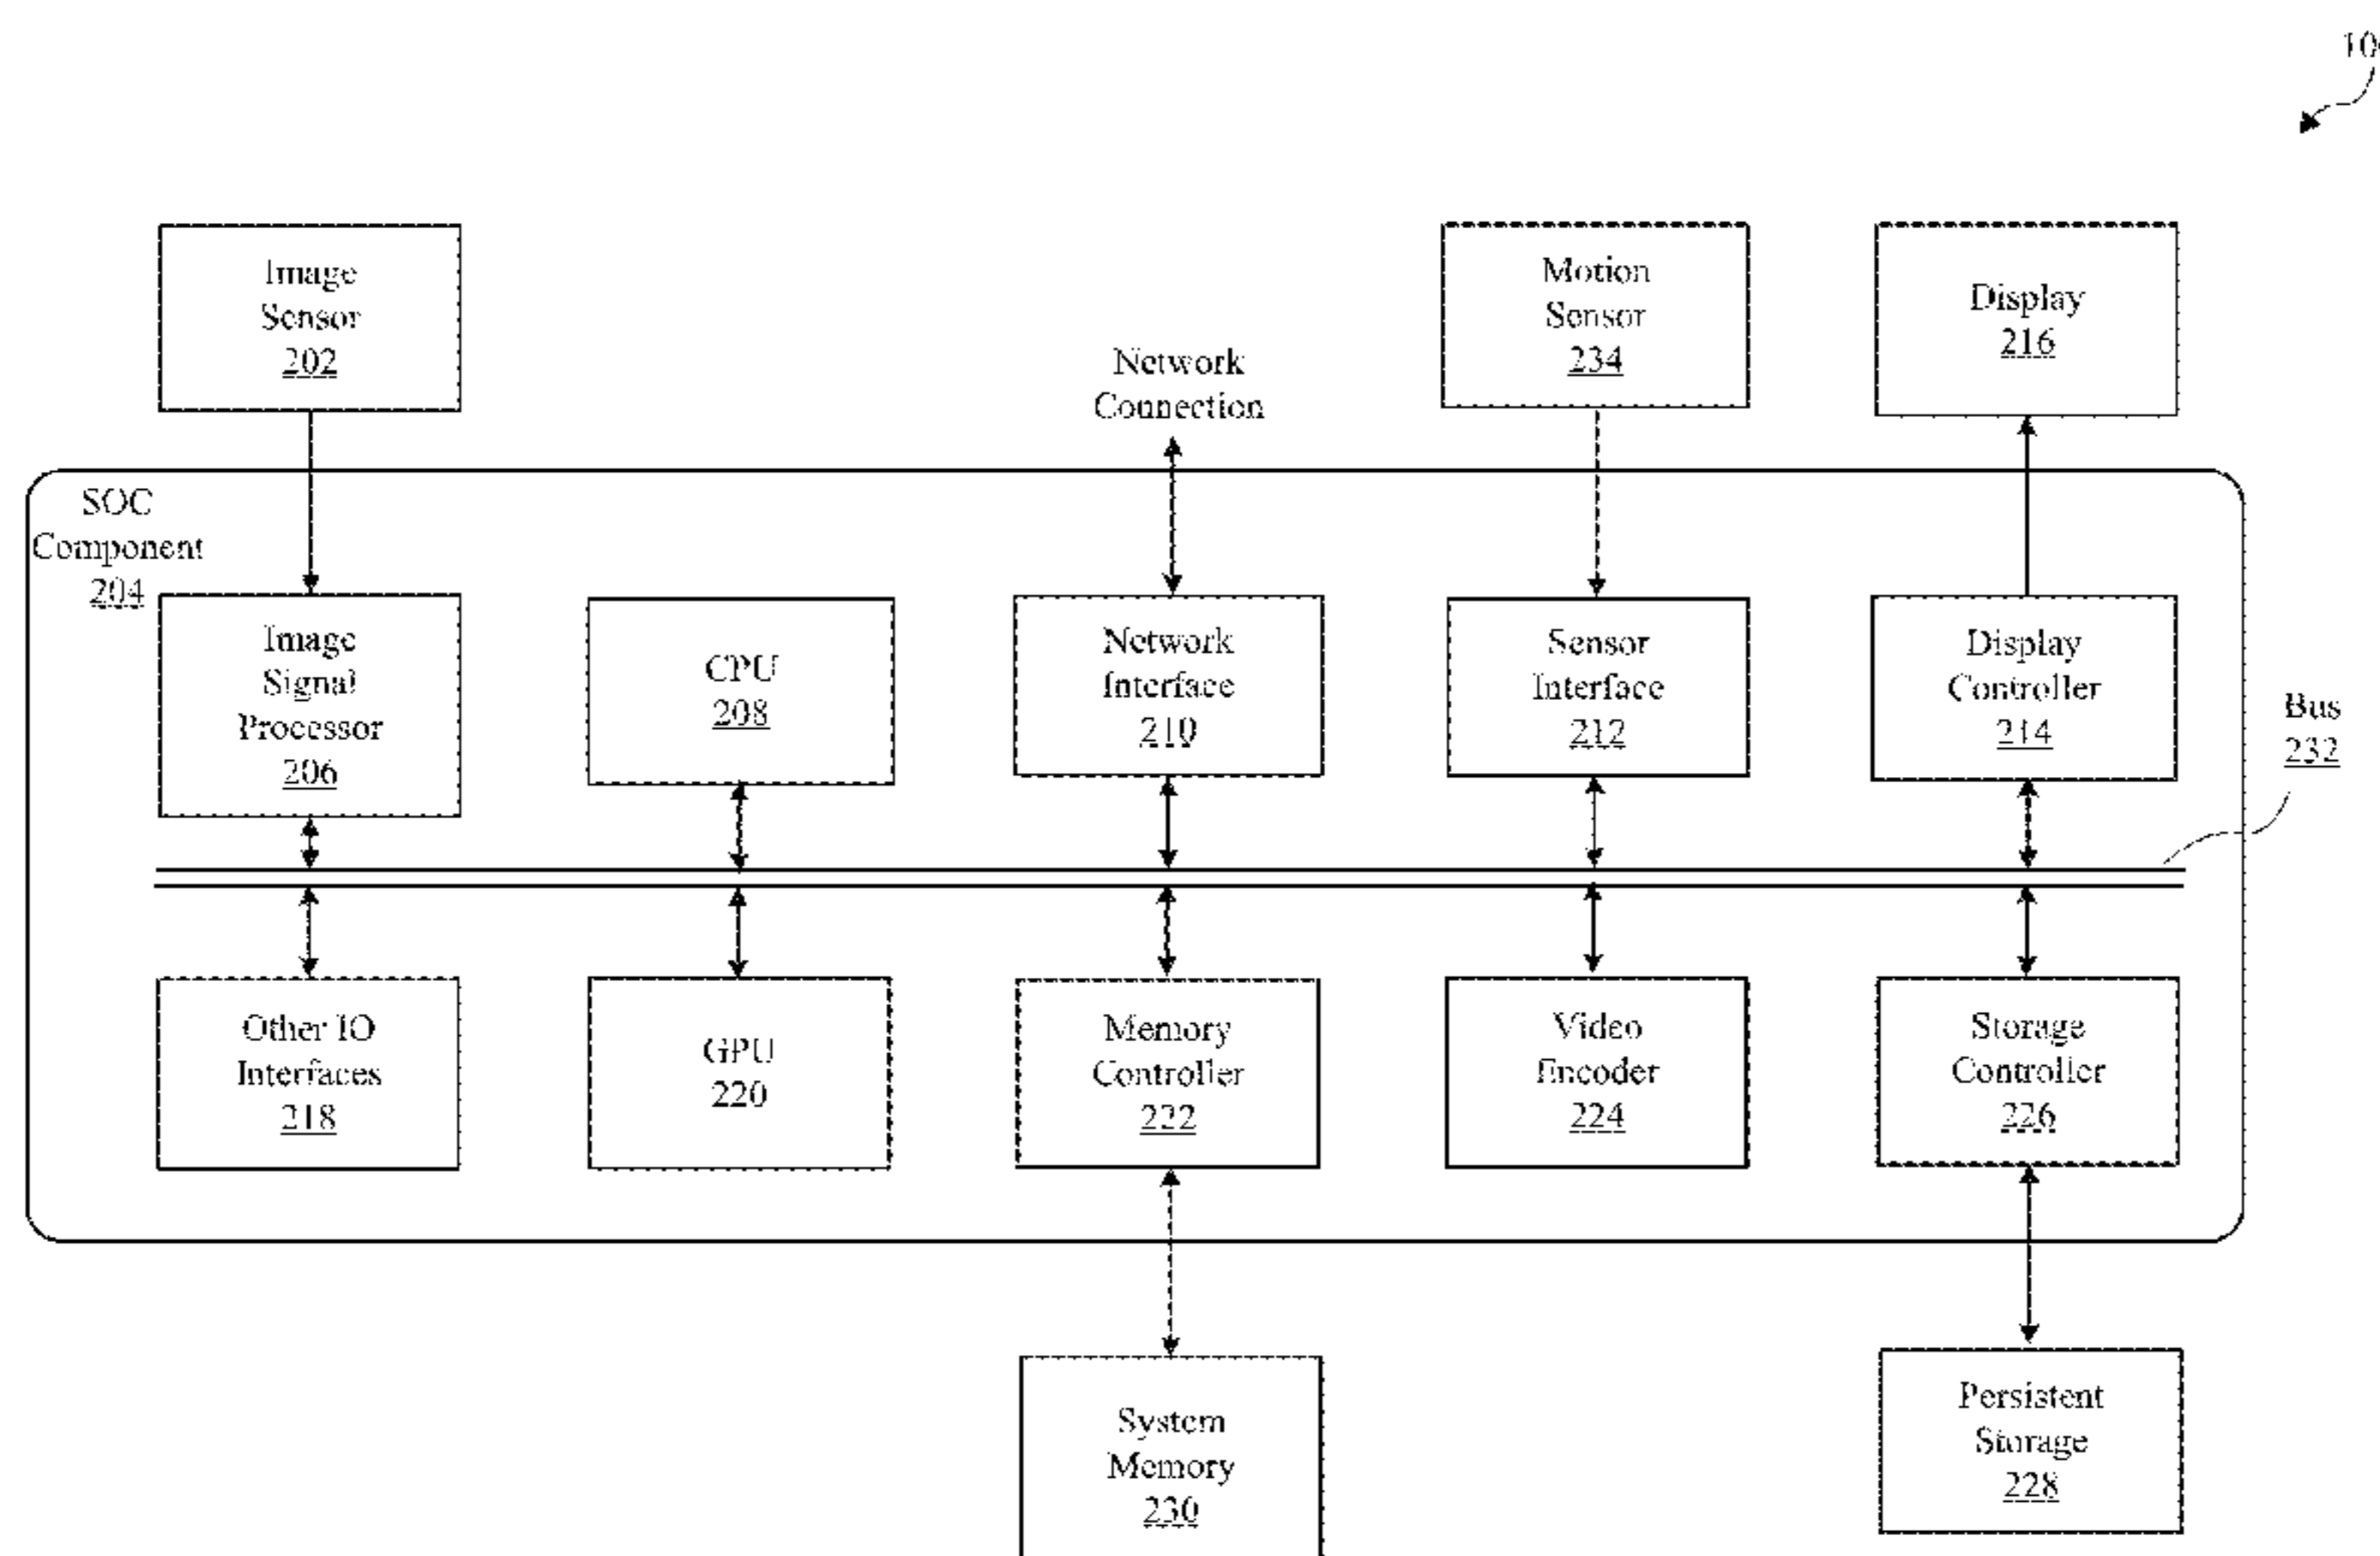 10
Image
Sensor
202
Motion
Sensor
234
Display
216
Network
Connection
SOC
Component
204
Image
Signal
Processor
206
CPU
208
Network
Interface
210
Sensor
Interface
212
Display
Controller
214
Bus
232
Other IO
Interfaces
218
GPU
220
Memory
Controller
222
Video
Encoder
224
Storage
Controller
226
System
Memory
230
Persistent
Storage
228